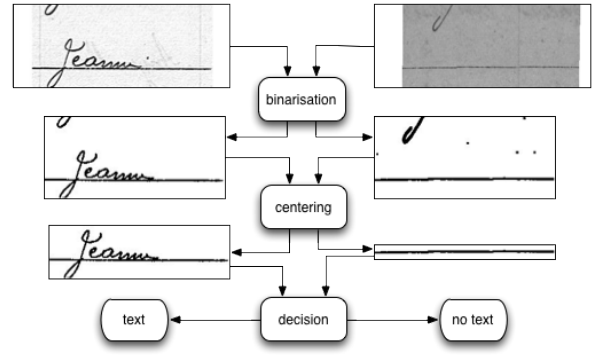 Jeanne
binarisation
Jeanne
centering
Jeanne
text
decision
no text